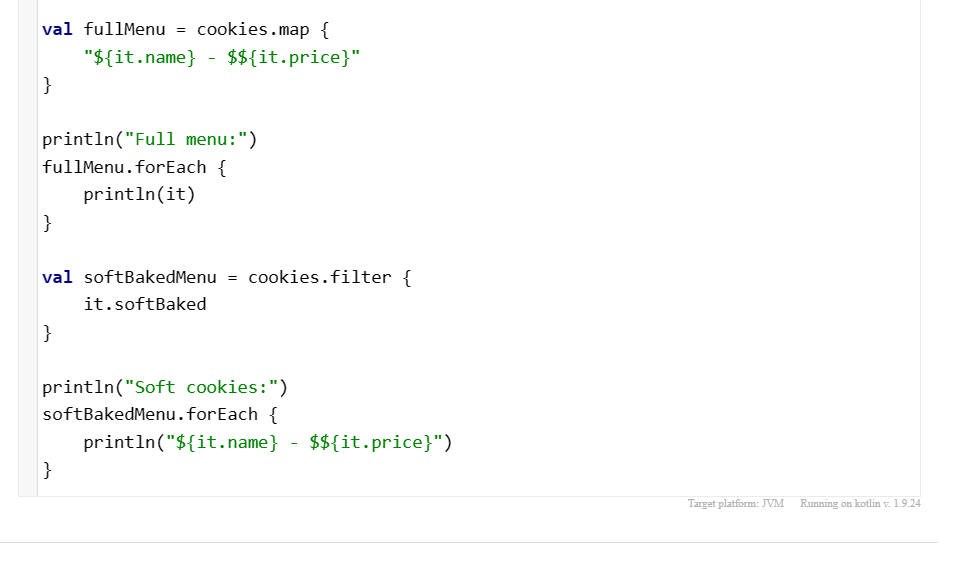 val fullMenu = cookies.map {
    "${it.name} - $${it.price}"
}

println("Full menu:")
fullMenu.forEach {
    println(it)
}

val softBakedMenu = cookies.filter {
    it.softBaked
}

println("Soft cookies:")
softBakedMenu.forEach {
    println("${it.name} - $${it.price}")
}
Target platform: JVM Running on kotlin v. 1.9.24